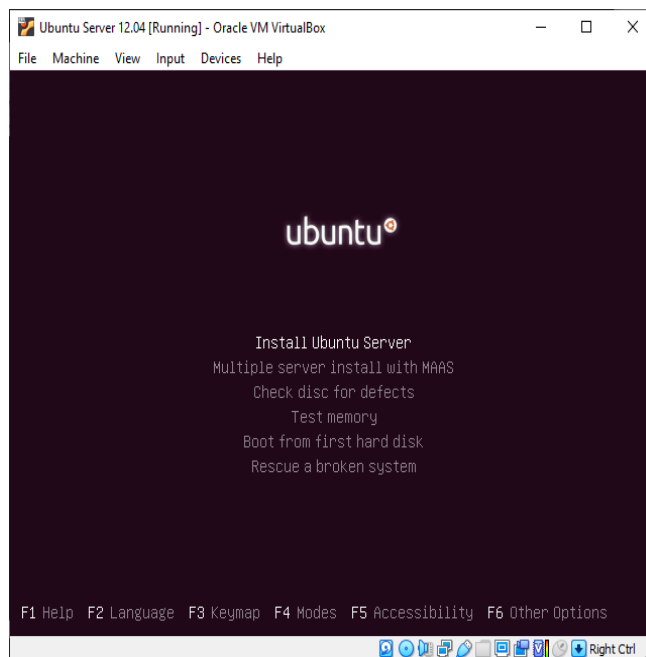 Ubuntu Server 12.04 [Running] - Oracle VM VirtualBox
File Machine View Input Devices Help
ubuntu
Install Ubuntu Server
Multiple server install with MAAS
Check disc for defects
Test memory
Boot from first hard disk
Rescue a broken system
F1 Help F2 Language F3 Keymap F4 Modes F5 Accessibility F6 Other Options
Right Ctrl